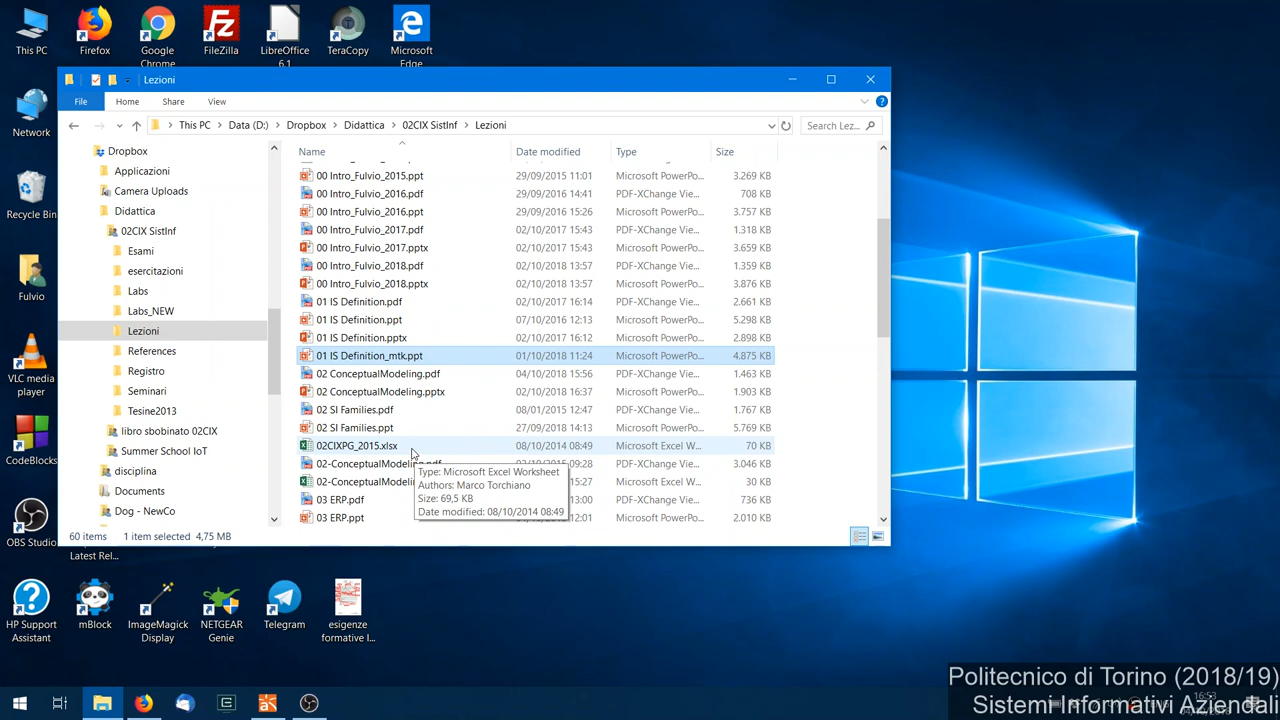 This PC
Firefox
Google Chrome
FileZilla
LibreOffice 6.1
TeraCopy
Microsoft Edge
Lezioni
File Home Share View
This PC > Data (D:) > Dropbox > Didattica > 02CIX SistInf > Lezioni
Search Lez...
Network
Recycle Bin
Fulvio
VLC media player
CodeBlocks
OBS Studio
Latest Rel...
Dropbox
Applicazioni
Camera Uploads
Didattica
02CIX SistInf
Esami
esercitazioni
Labs
Labs_NEW
Lezioni
References
Registro
Seminari
Tesine2013
libro sbobinato 02CIX
Summer School IoT
disciplina
Documents
Dog - NewCo
Name Date modified Type Size
00 Intro_Fulvio_2015.ppt 29/09/2015 11:01 Microsoft PowerPo... 3.269 KB
00 Intro_Fulvio_2016.pdf 29/09/2016 14:41 PDF-XChange Vie... 708 KB
00 Intro_Fulvio_2016.ppt 29/09/2016 15:26 Microsoft PowerPo... 3.757 KB
00 Intro_Fulvio_2017.pdf 02/10/2017 15:43 PDF-XChange Vie... 1.318 KB
00 Intro_Fulvio_2017.pptx 02/10/2017 15:43 Microsoft PowerPo... 3.659 KB
00 Intro_Fulvio_2018.pdf 02/10/2018 13:57 PDF-XChange Vie... 1.359 KB
00 Intro_Fulvio_2018.pptx 02/10/2018 13:57 Microsoft PowerPo... 3.876 KB
01 IS Definition.pdf 02/10/2017 16:14 PDF-XChange Vie... 2.661 KB
01 IS Definition.ppt 07/10/2016 12:13 Microsoft PowerPo... 5.298 KB
01 IS Definition.pptx 02/10/2017 16:12 Microsoft PowerPo... 2.898 KB
01 IS Definition_mtk.ppt 01/10/2018 11:24 Microsoft PowerPo... 4.875 KB
02 ConceptualModeling.pdf 04/10/2018 15:56 PDF-XChange Vie... 1.463 KB
02 ConceptualModeling.pptx 02/10/2018 16:37 Microsoft PowerPo... 1.903 KB
02 SI Families.pdf 08/01/2015 12:47 PDF-XChange Vie... 1.767 KB
02 SI Families.ppt 27/09/2018 14:13 Microsoft PowerPo... 5.769 KB
02CIXPG_2015.xlsx 08/10/2014 08:49 Microsoft Excel W... 70 KB
02-ConceptualModeling.pdf 09:28 PDF-XChange Vie... 3.046 KB
02-ConceptualModeli 15:27 Microsoft Excel W... 30 KB
03 ERP.pdf 13:00 PDF-XChange Vie... 736 KB
03 ERP.ppt Microsoft PowerPo... 2.010 KB
Type: Microsoft Excel Worksheet
Authors: Marco Torchiano
Size: 69,5 KB
Date modified: 08/10/2014 08:49
60 items 1 item selected 4,75 MB
HP Support Assistant
mBlock
ImageMagick Display
NETGEAR Genie
Telegram
esigenze formative I...
Politecnico di Torino (2018/19)
16:53
Sistemi Informativi Aziendali